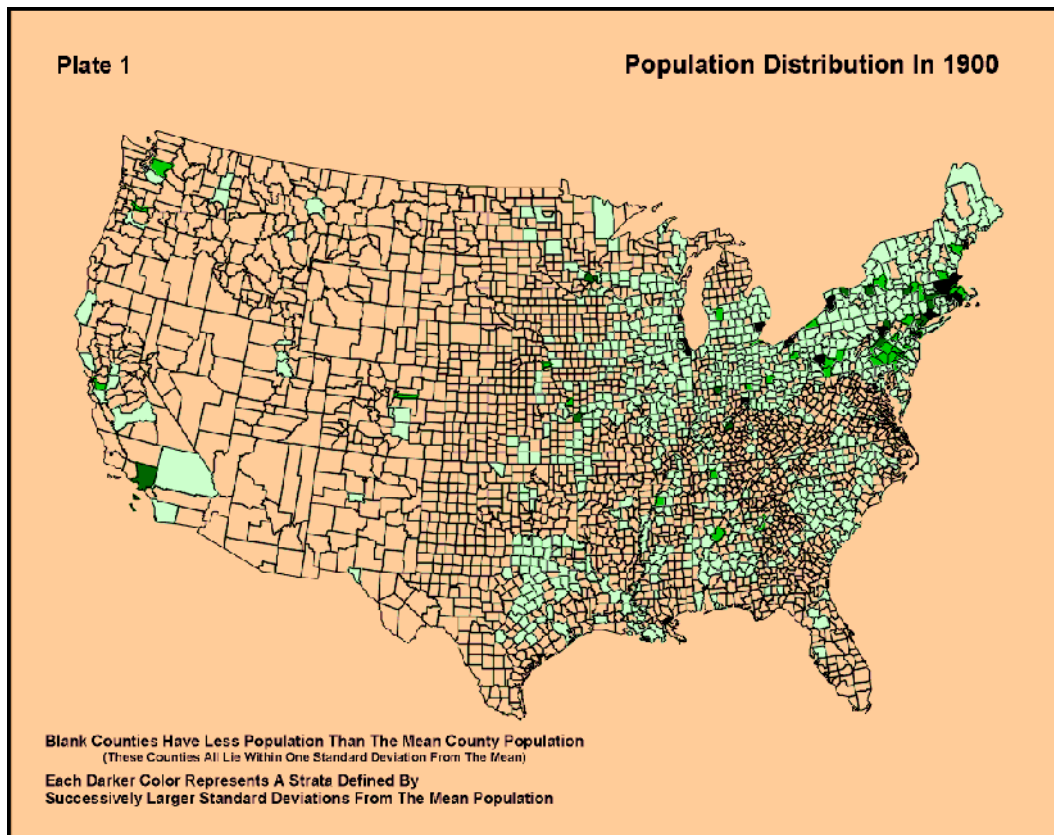 Plate 1
Population Distribution In 1900
Blank Counties Have Less Population Than The Mean County Population
(These Counties All Lie Within One Standard Deviation From The Mean)
Each Darker Color Represents A Strata Defined By
Successively Larger Standard Deviations From The Mean Population